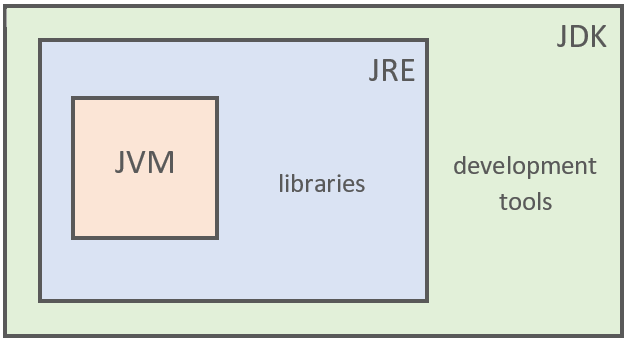 JDK
JRE
JVM
libraries
development
tools